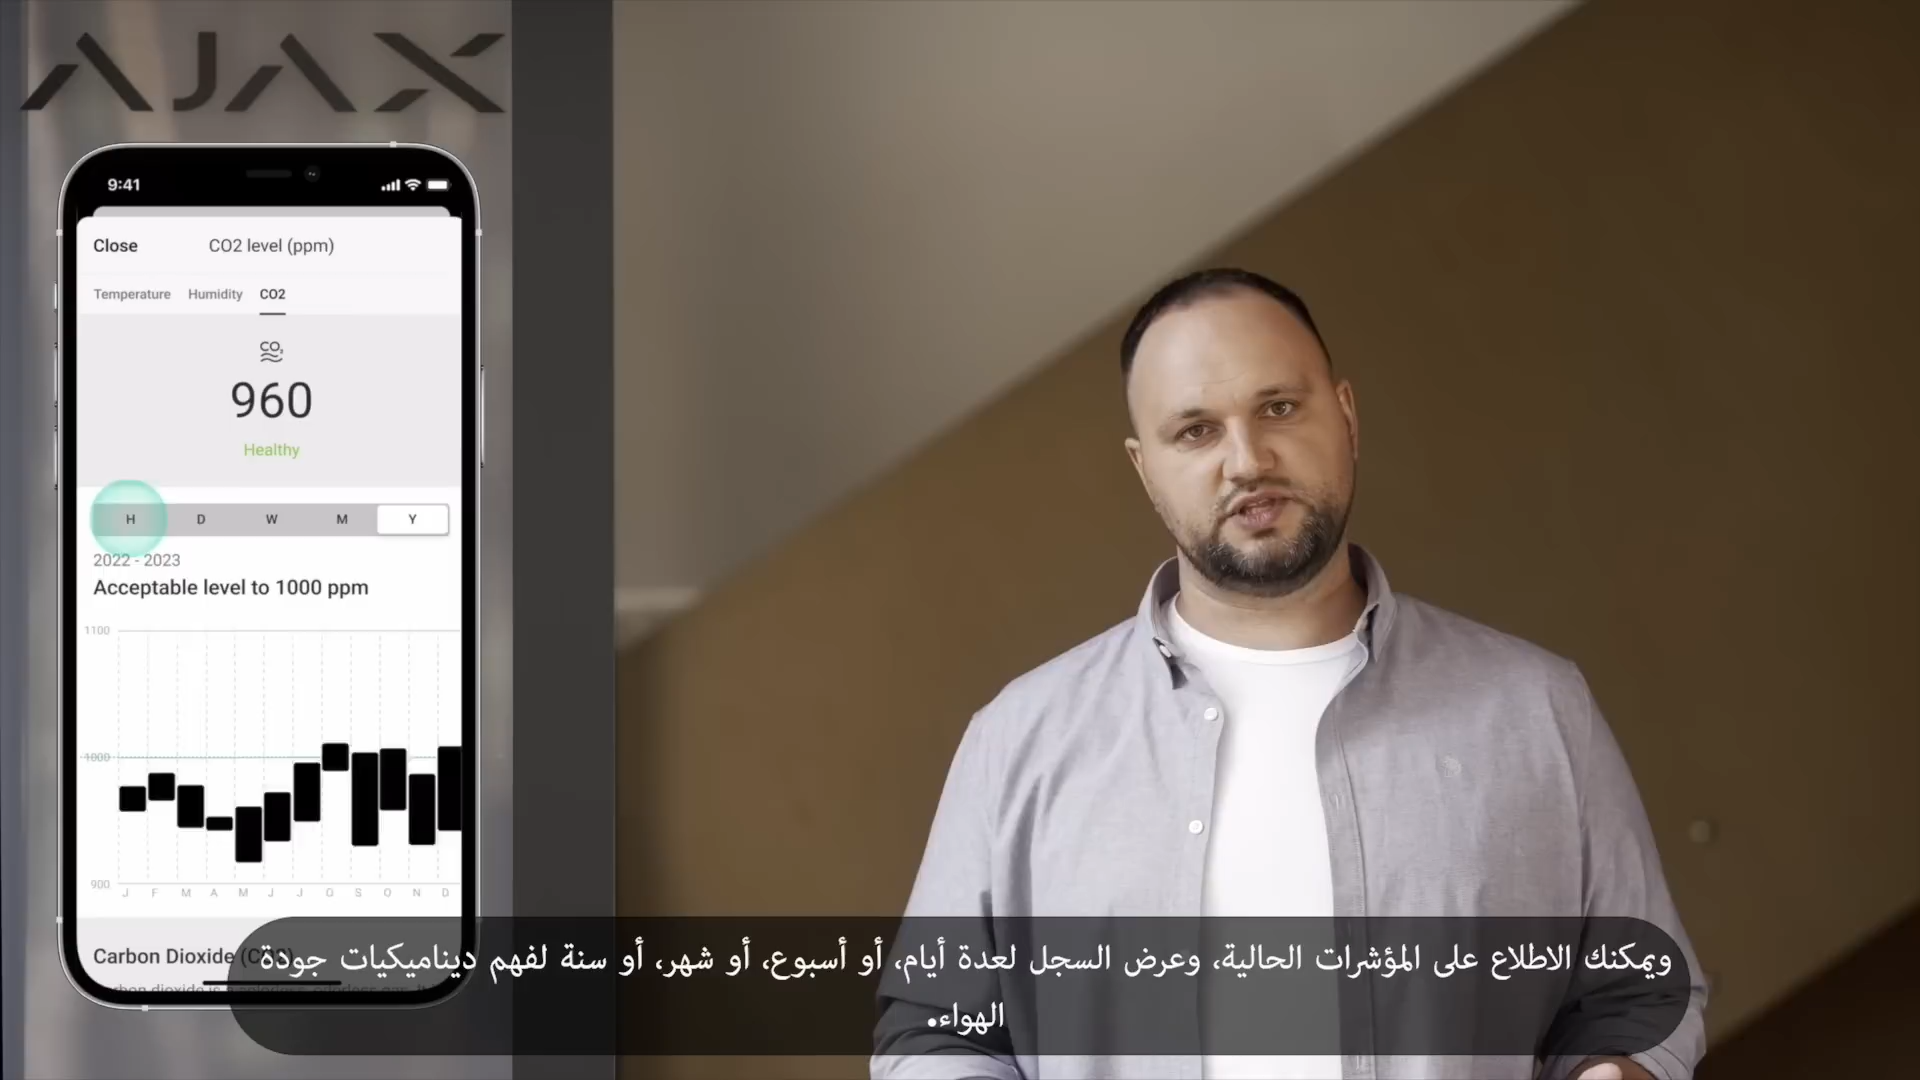 AJAX
9:41
Close CO2 level (ppm)
Temperature Humidity CO2
CO₂
960
Healthy
H D W M Y
2022 - 2023
Acceptable level to 1000 ppm
1100
1000
900
J F M A M J J O S O N D
Carbon Dioxide (CO2)
ويمكنك الاطلاع على المؤشرات الحالية، وعرض السجل لعدة أيام، أو أسبوع، أو شهر، أو سنة لفهم ديناميكيات جودة
الهواء.